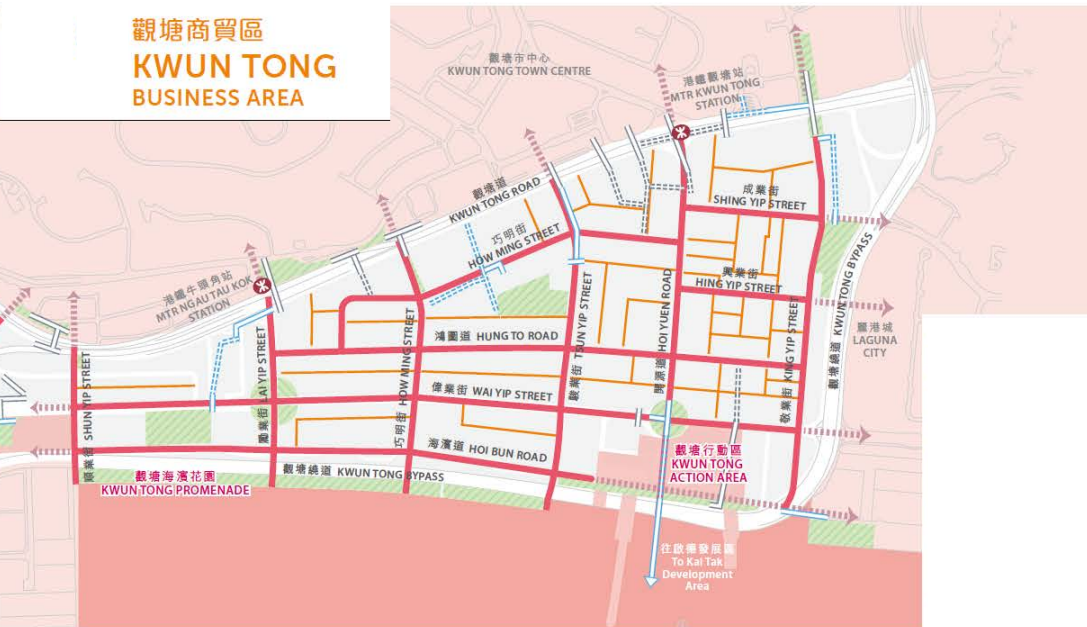 觀塘商貿區
KWUN TONG
BUSINESS AREA
觀塘市中心
KWUN TONG TOWN CENTRE
港鐵觀塘站
MTR KWUN TONG
STATION
觀塘道
KWUN TONG ROAD
成業街
SHING YIP STREET
巧明街
HOW MING STREET
港鐵牛頭角站
MTR NGAU TAU KOK
STATION
興業街
HING YIP STREET
觀塘繞道 KWUN TONG BYPASS
麗港城
LAGUNA
CITY
鴻圖道 HUNG TO ROAD
駿業街 TSUN YIP STREET
開源道 HOI YUEN ROAD
敬業街 KING YIP STREET
順業街 SHUN YIP STREET
勵業街 LAI YIP STREET
巧明街 HOW MING STREET
偉業街 WAI YIP STREET
海濱道 HOI BUN ROAD
觀塘繞道 KWUN TONG BYPASS
觀塘海濱花園
KWUN TONG PROMENADE
觀塘行動區
KWUN TONG
ACTION AREA
往啟德發展區
To Kai Tak
Development
Area